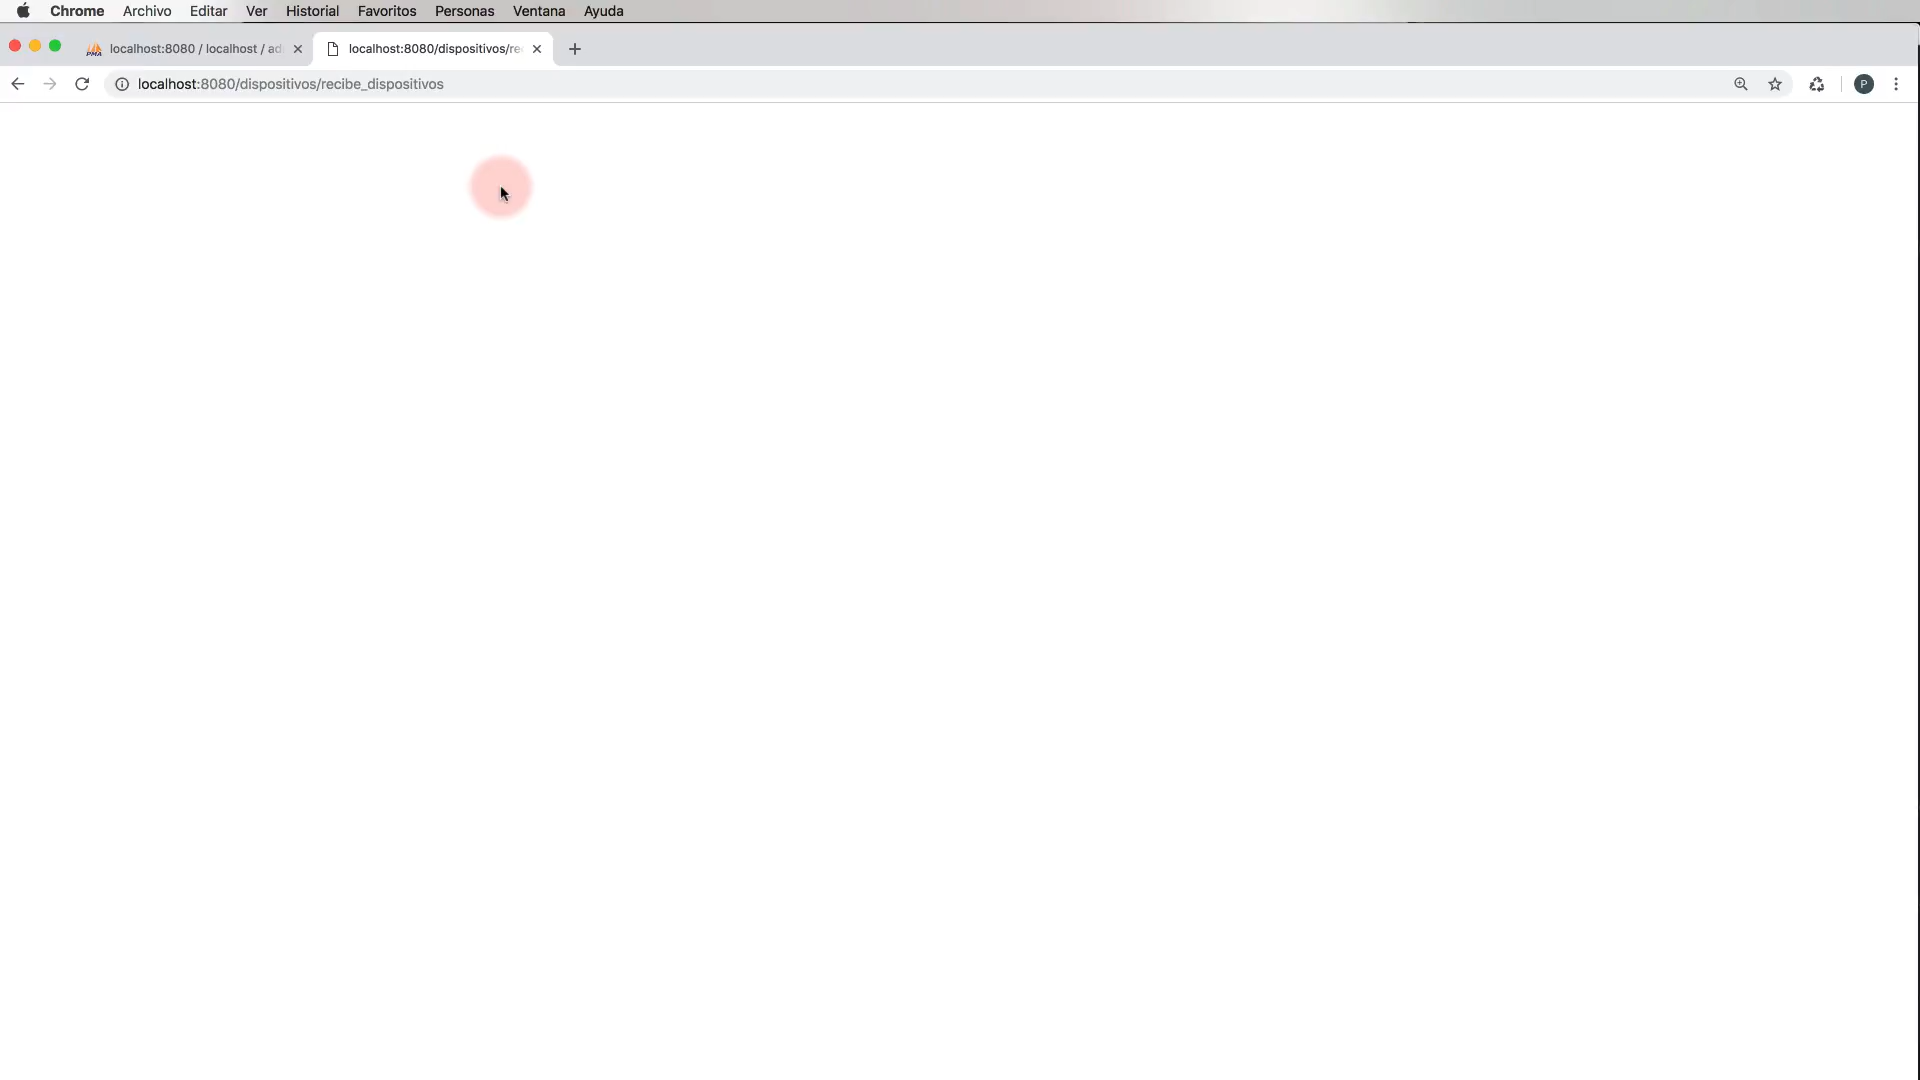 Chrome Archivo Editar Ver Historial Favoritos Personas Ventana Ayuda
PMA localhost:8080 / localhost / ad localhost:8080/dispositivos/re
localhost:8080/dispositivos/recibe_dispositivos P